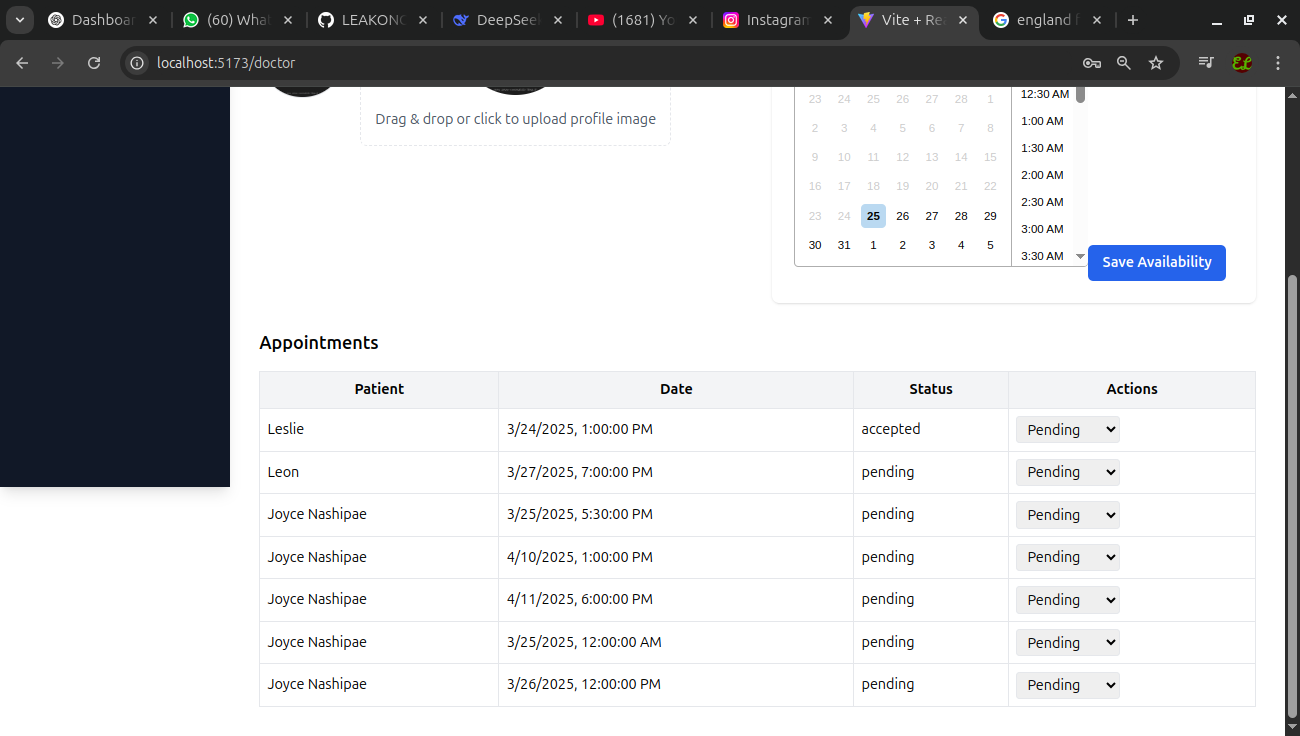 Dashboar
(60) Wha
LEAKONC
DeepSee
(1681) Yo
Instagram
Vite + Rea
england f
localhost:5173/doctor
Drag & drop or click to upload profile image
23 24 25 26 27 28 1
2 3 4 5 6 7 8
9 10 11 12 13 14 15
16 17 18 19 20 21 22
23 24 25 26 27 28 29
30 31 1 2 3 4 5
12:30 AM
1:00 AM
1:30 AM
2:00 AM
2:30 AM
3:00 AM
3:30 AM
Save Availability
Appointments
Patient Date Status Actions
Leslie 3/24/2025, 1:00:00 PM accepted Pending
Leon 3/27/2025, 7:00:00 PM pending Pending
Joyce Nashipae 3/25/2025, 5:30:00 PM pending Pending
Joyce Nashipae 4/10/2025, 1:00:00 PM pending Pending
Joyce Nashipae 4/11/2025, 6:00:00 PM pending Pending
Joyce Nashipae 3/25/2025, 12:00:00 AM pending Pending
Joyce Nashipae 3/26/2025, 12:00:00 PM pending Pending